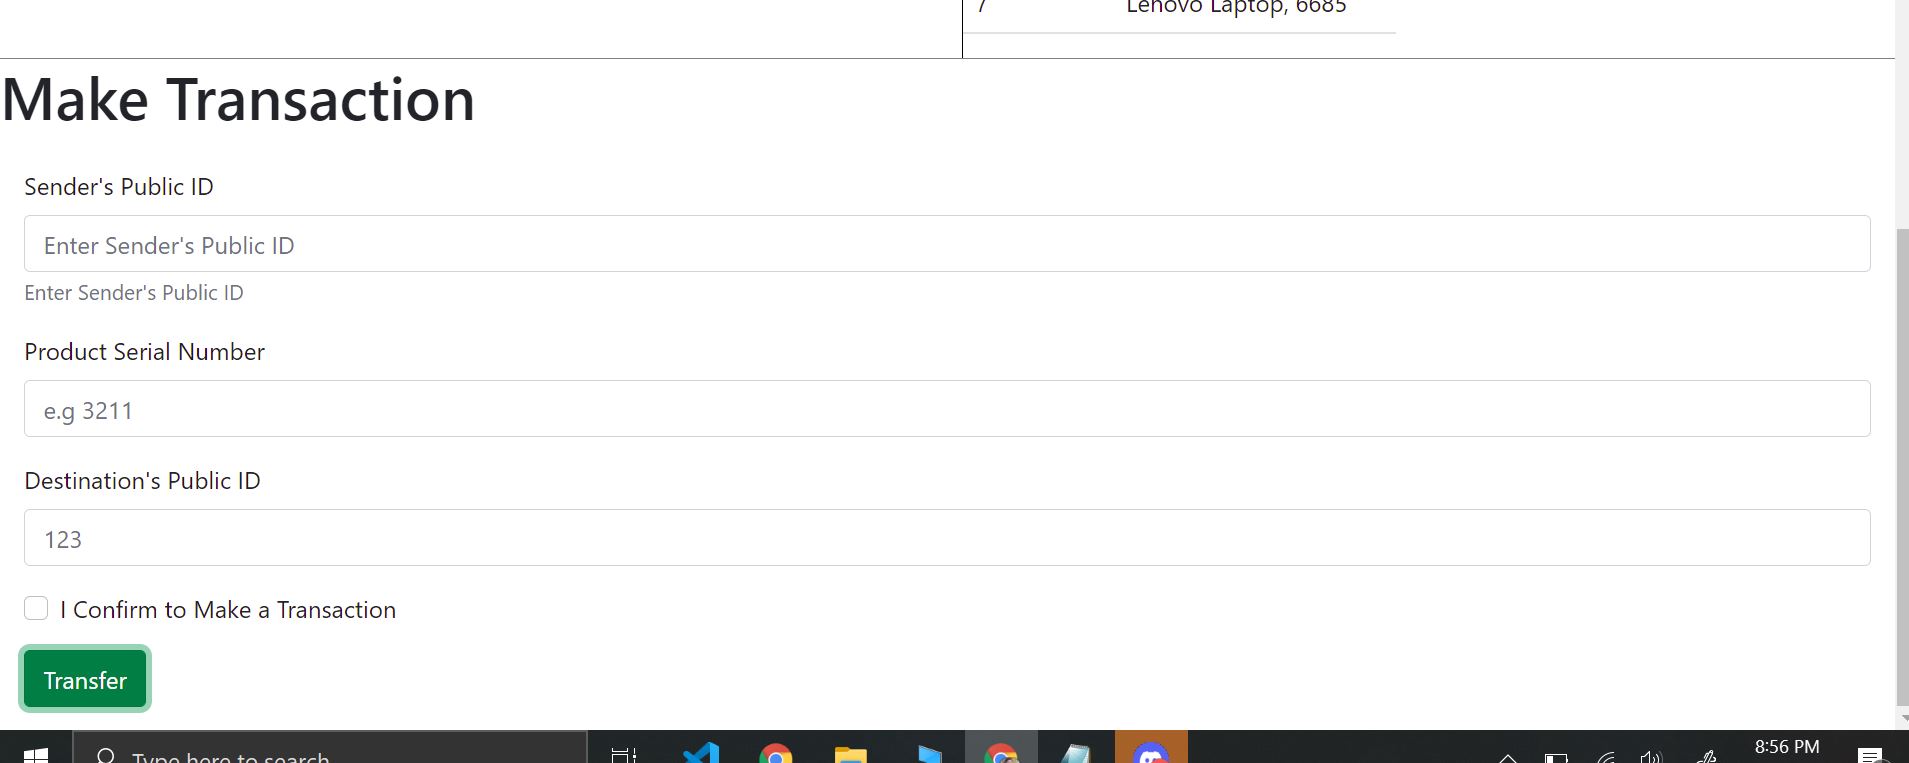 7 Lenovo Laptop, 6685
Make Transaction
Sender's Public ID
Enter Sender's Public ID
Enter Sender's Public ID
Product Serial Number
e.g 3211
Destination's Public ID
123
I Confirm to Make a Transaction
Transfer
Type here to search
8:56 PM